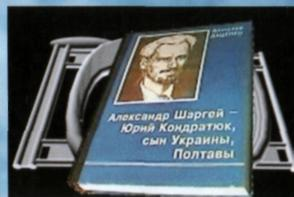 Александр Шаргей –
Юрий Кондратюк,
сын Украины,
Полтавы